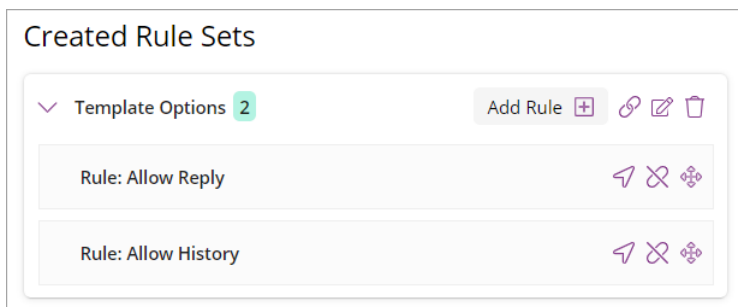 Created Rule Sets
Template Options 2 Add Rule
Rule: Allow Reply
Rule: Allow History